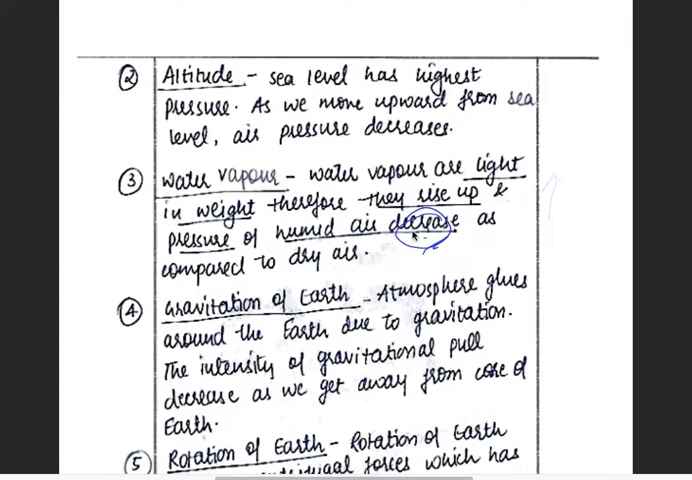 ② Altitude - sea level has highest
pressure. As we move upward from sea
level, air pressure decreases.
③ Water vapour - water vapour are light
in weight therefore they rise up &
pressure of humid air decrease as
compared to dry air.
④ Gravitation of Earth - Atmosphere glues
around the Earth due to gravitation.
The intensity of gravitational pull
decrease as we get away from core of
Earth.
⑤ Rotation of Earth - Rotation of Earth
forces which has